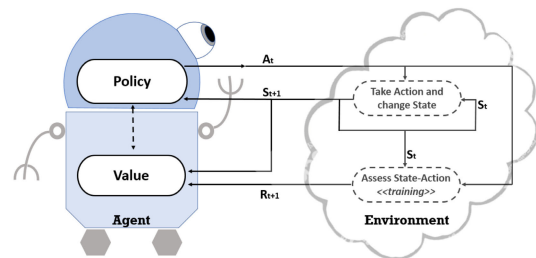 At
Policy
St+1
Take Action and
change State
St
St
Value
Assess State-Action
<<training>>
Rt+1
Agent
Environment